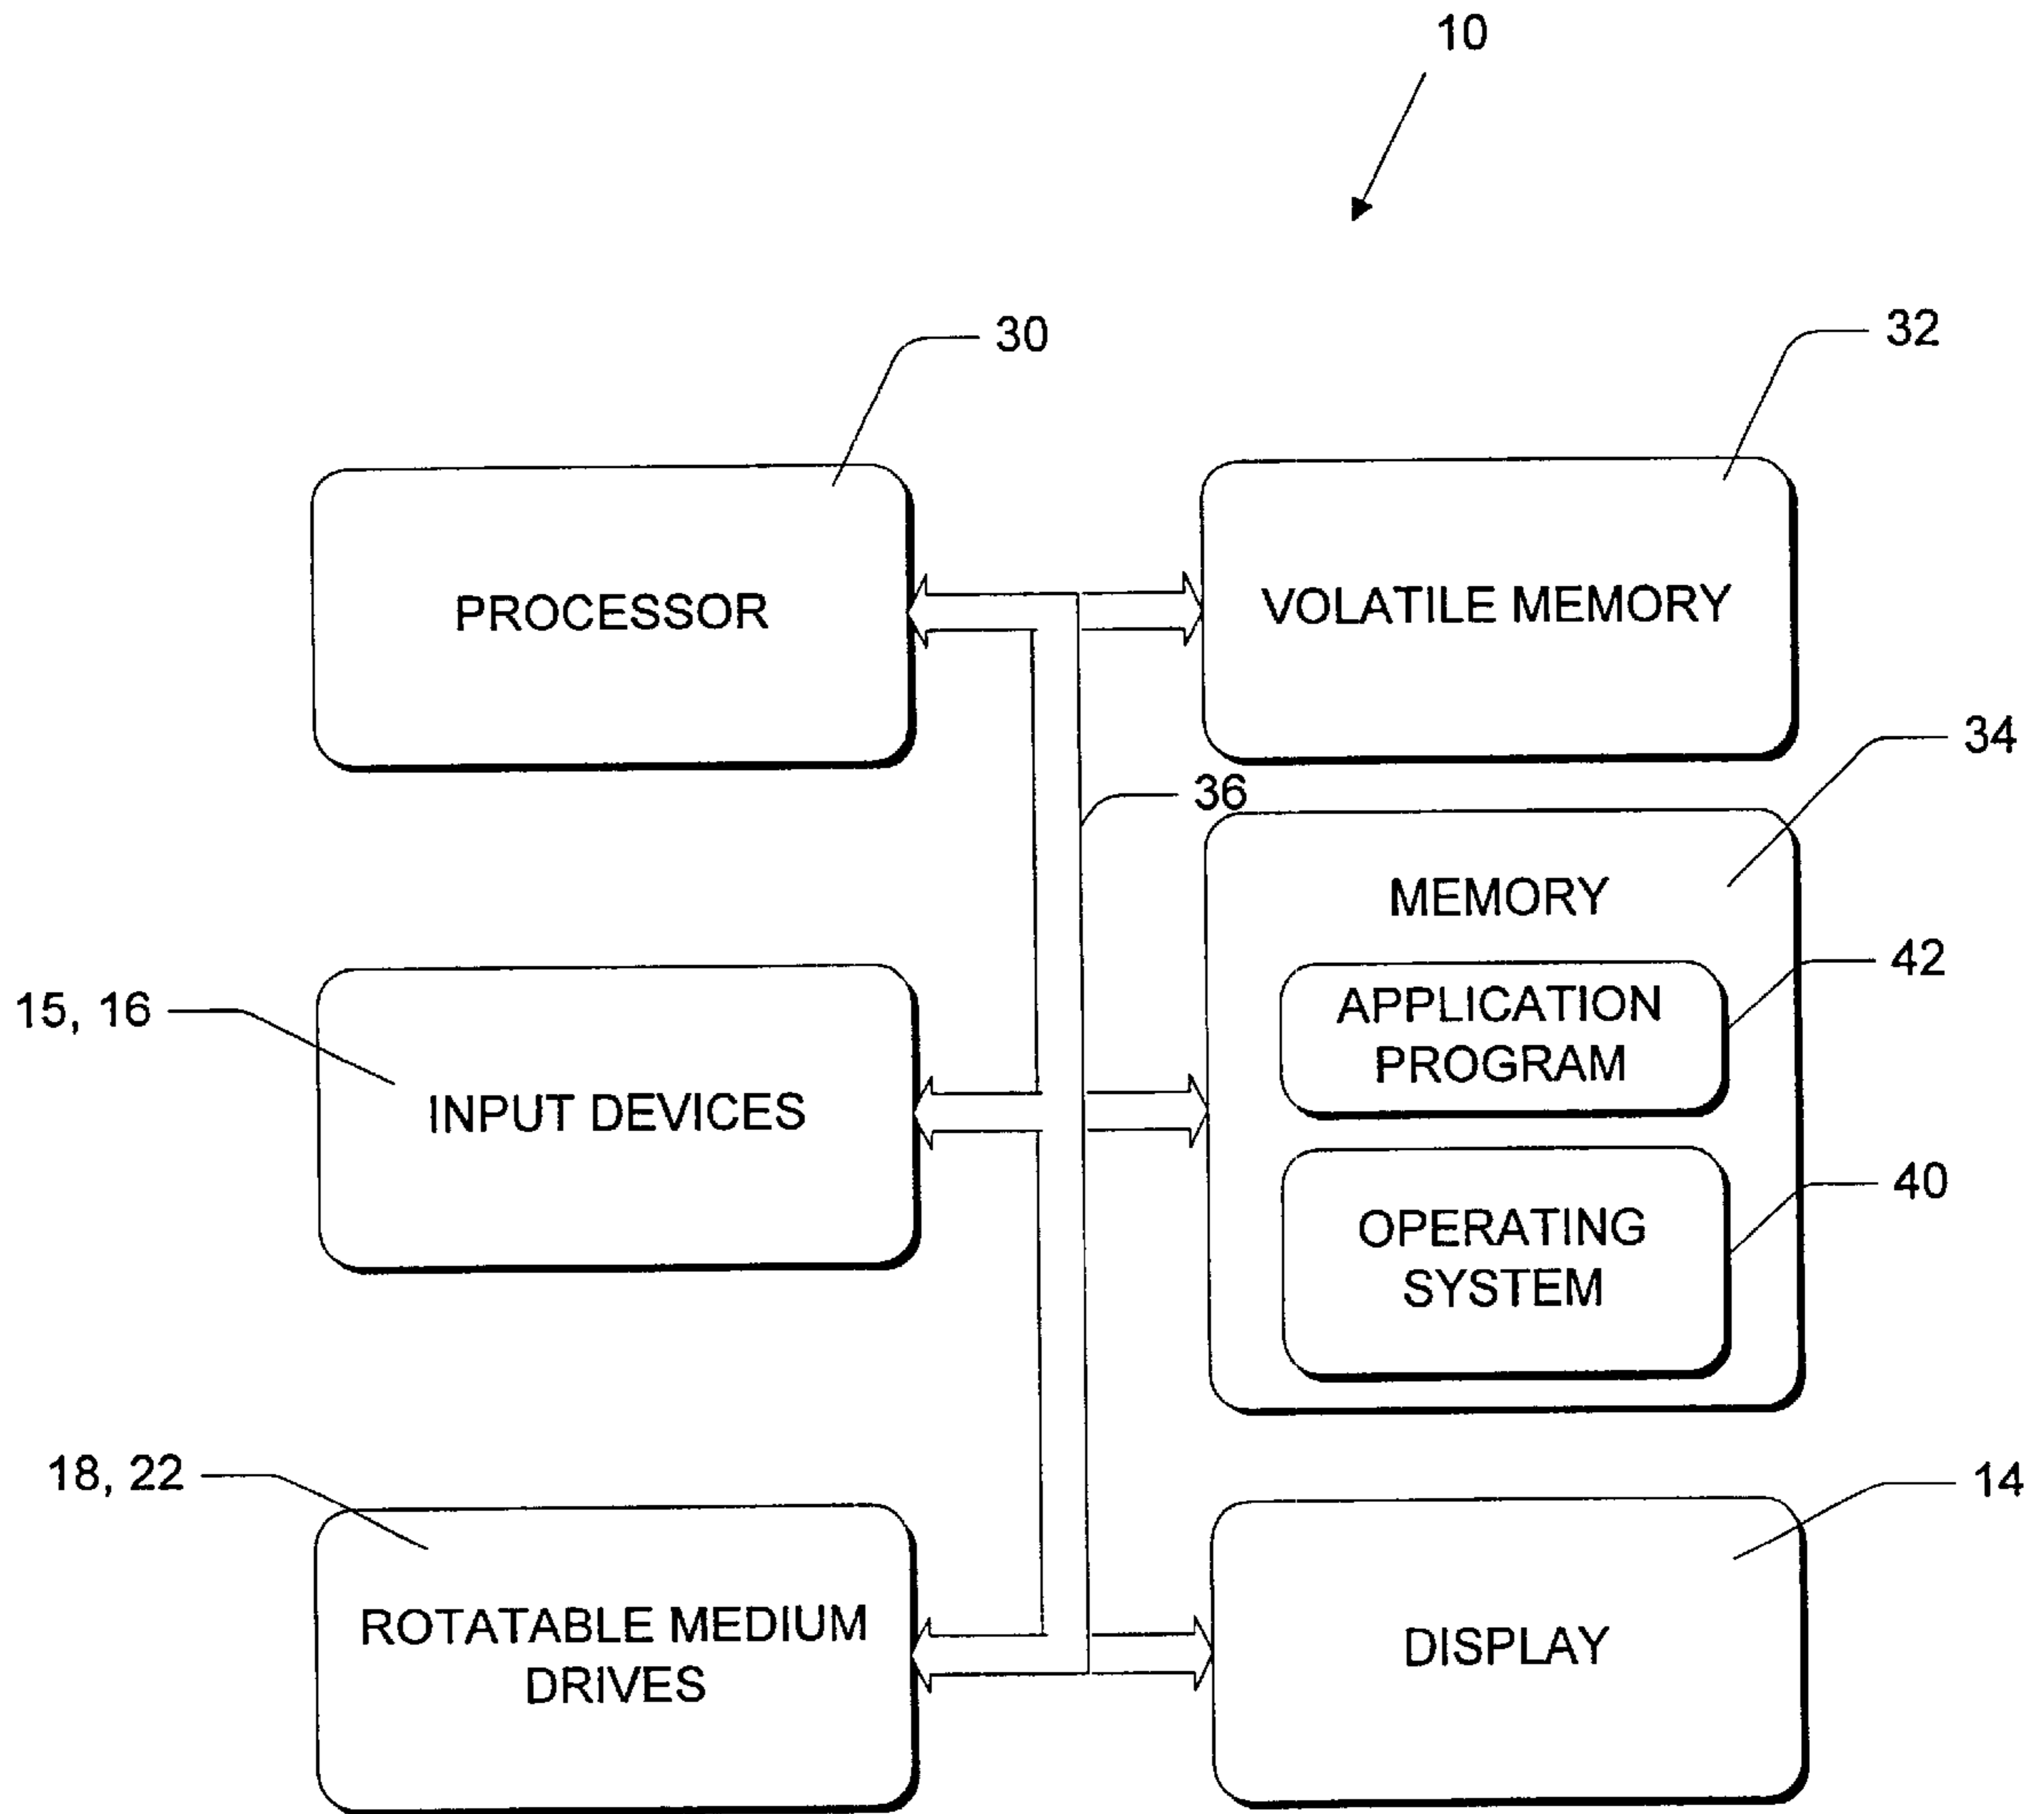 10
30
32
PROCESSOR
VOLATILE MEMORY
34
36
MEMORY
42
APPLICATION
PROGRAM
15, 16
INPUT DEVICES
40
OPERATING
SYSTEM
18, 22
14
ROTATABLE MEDIUM
DRIVES
DISPLAY